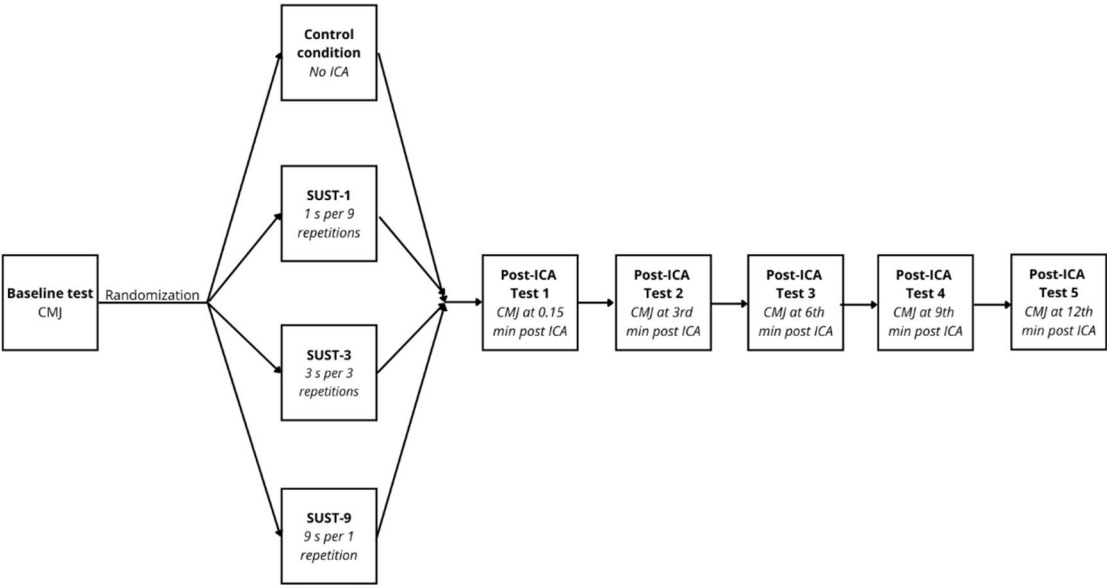 Baseline test
CMJ
Randomization
Control
condition
No ICA
SUST-1
1 s per 9
repetitions
SUST-3
3 s per 3
repetitions
SUST-9
9 s per 1
repetition
Post-ICA
Test 1
CMJ at 0.15
min post ICA
Post-ICA
Test 2
CMJ at 3rd
min post ICA
Post-ICA
Test 3
CMJ at 6th
min post ICA
Post-ICA
Test 4
CMJ at 9th
min post ICA
Post-ICA
Test 5
CMJ at 12th
min post ICA